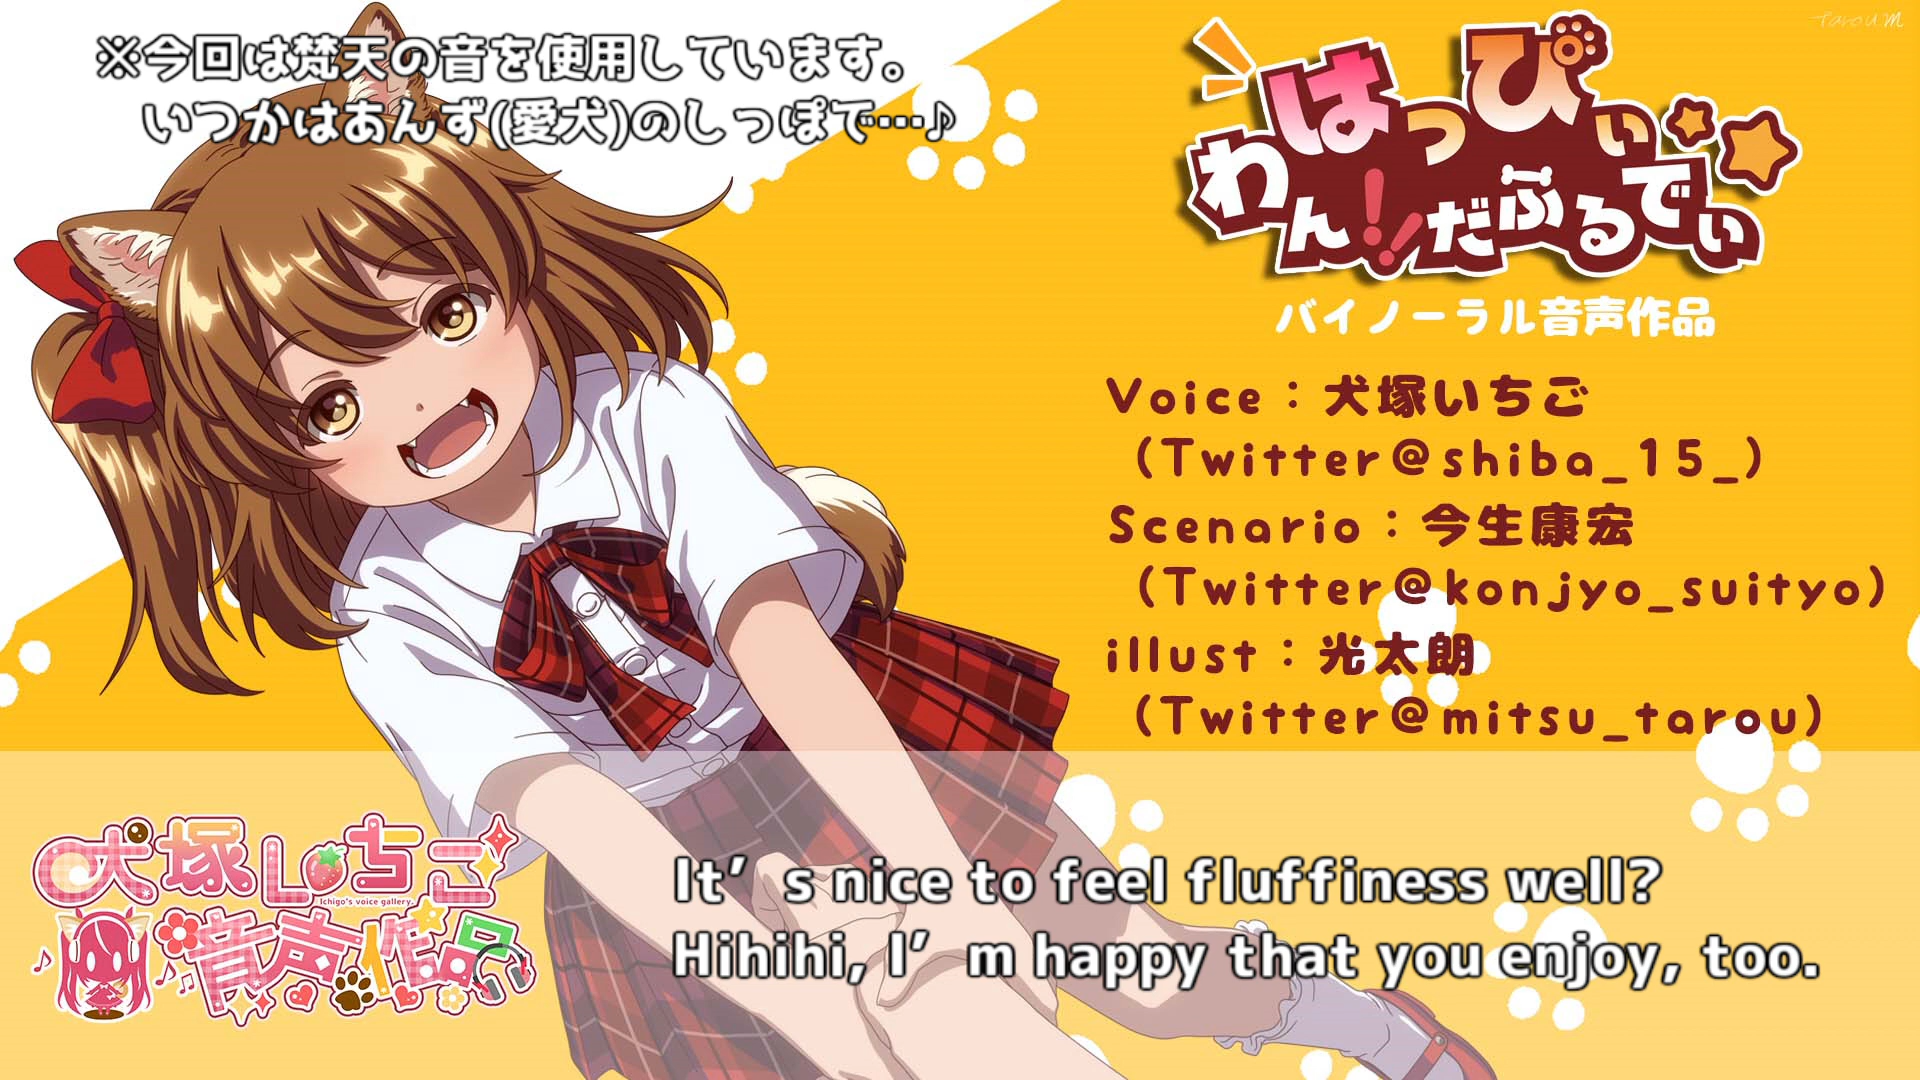 ※今回は梵天の音を使用しています。
いつかはあんず(愛犬)のしっぽで…♪
Tarou M
はっぴぃ
わん!!だふるでぃ
バイノーラル音声作品
Voice:犬塚いちご
(Twitter@shiba_15_)
Scenario:今生康宏
(Twitter@konjyo_suityo)
illust:光太朗
(Twitter@mitsu_tarou)
犬塚いちご
Ichigo's voice gallery.
音声作品
It's nice to feel fluffiness well?
Hihihi, I'm happy that you enjoy, too.